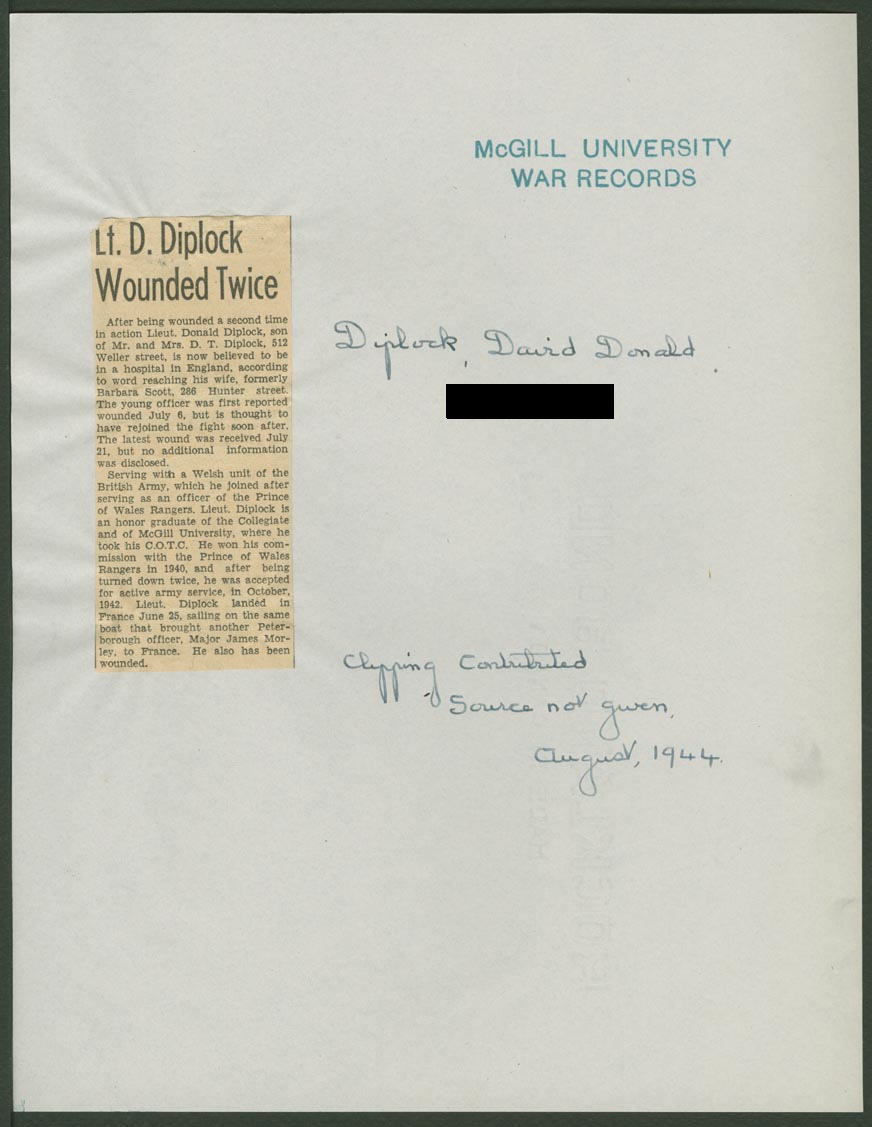 McGILL UNIVERSITY
WAR RECORDS
Lt. D. Diplock
Wounded Twice
After being wounded a second time
in action Lieut. Donald Diplock, son
of Mr. and Mrs. D. T. Diplock, 512
Weller street, is now believed to be
in a hospital in England, according
to word reaching his wife, formerly
Barbara Scott, 286 Hunter street.
The young officer was first reported
wounded July 6, but is thought to
have rejoined the fight soon after.
The latest wound was received July
21, but no additional information
was disclosed.
Serving with a Welsh unit of the
British Army, which he joined after
serving as an officer of the Prince
of Wales Rangers, Lieut. Diplock is
an honor graduate of the Collegiate
and of McGill University, where he
took his C.O.T.C. He won his com-
mission with the Prince of Wales
Rangers in 1940, and after being
turned down twice, he was accepted
for active army service, in October,
1942. Lieut. Diplock landed in
France June 25, sailing on the same
boat that brought another Peter-
borough officer, Major James Mor-
ley, to France. He also has been
wounded.
Diplock, David Donald
Clipping Contributed
Source not given.
August, 1944.